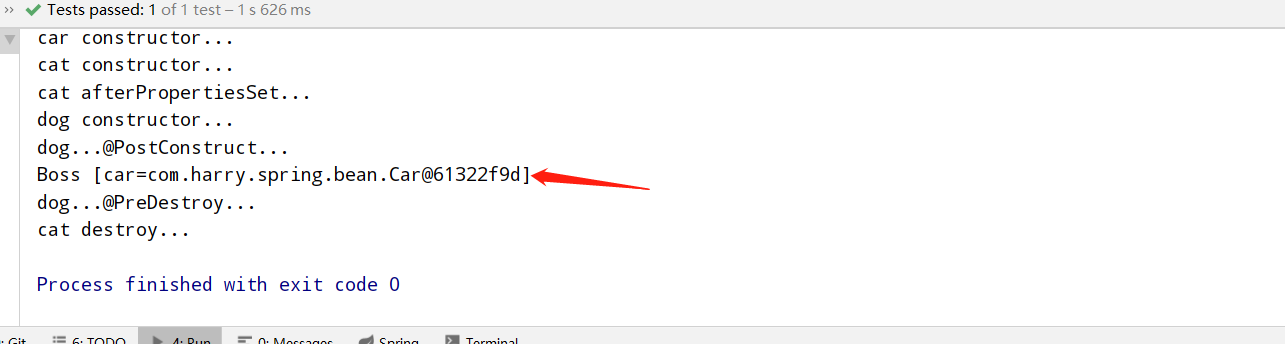 Tests passed: 1 of 1 test – 1 s 626 ms
car constructor...
cat constructor...
cat afterPropertiesSet...
dog constructor...
dog...@PostConstruct...
Boss [car=com.harry.spring.bean.Car@61322f9d]
dog...@PreDestroy...
cat destroy...
Process finished with exit code 0
: Git 6: TODO 4: Run 0: Messages Spring Terminal